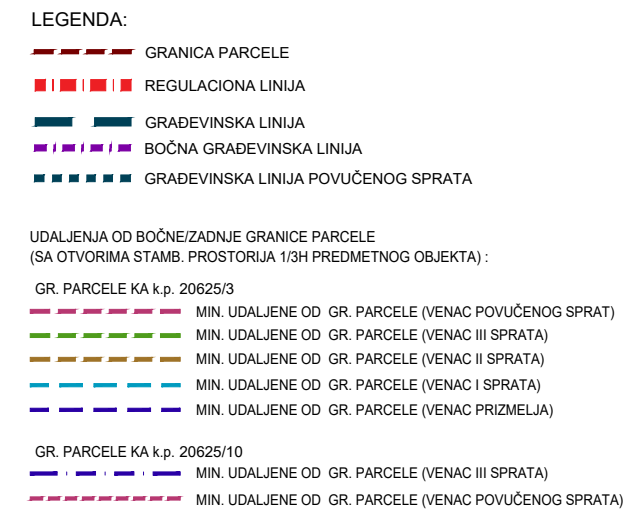 LEGENDA:
GRANICA PARCELE
REGULACIONA LINIJA
GRAĐEVINSKA LINIJA
BOČNA GRAĐEVINSKA LINIJA
GRAĐEVINSKA LINIJA POVUČENOG SPRATA
UDALJENJA OD BOČNE/ZADNJE GRANICE PARCELE
(SA OTVORIMA STAMB. PROSTORIJA 1/3H PREDMETNOG OBJEKTA) :
GR. PARCELE KA k.p. 20625/3
MIN. UDALJENE OD GR. PARCELE (VENAC POVUČENOG SPRAT)
MIN. UDALJENE OD GR. PARCELE (VENAC III SPRATA)
MIN. UDALJENE OD GR. PARCELE (VENAC II SPRATA)
MIN. UDALJENE OD GR. PARCELE (VENAC I SPRATA)
MIN. UDALJENE OD GR. PARCELE (VENAC PRIZMELJA)
GR. PARCELE KA k.p. 20625/10
MIN. UDALJENE OD GR. PARCELE (VENAC III SPRATA)
MIN. UDALJENE OD GR. PARCELE (VENAC POVUČENOG SPRATA)